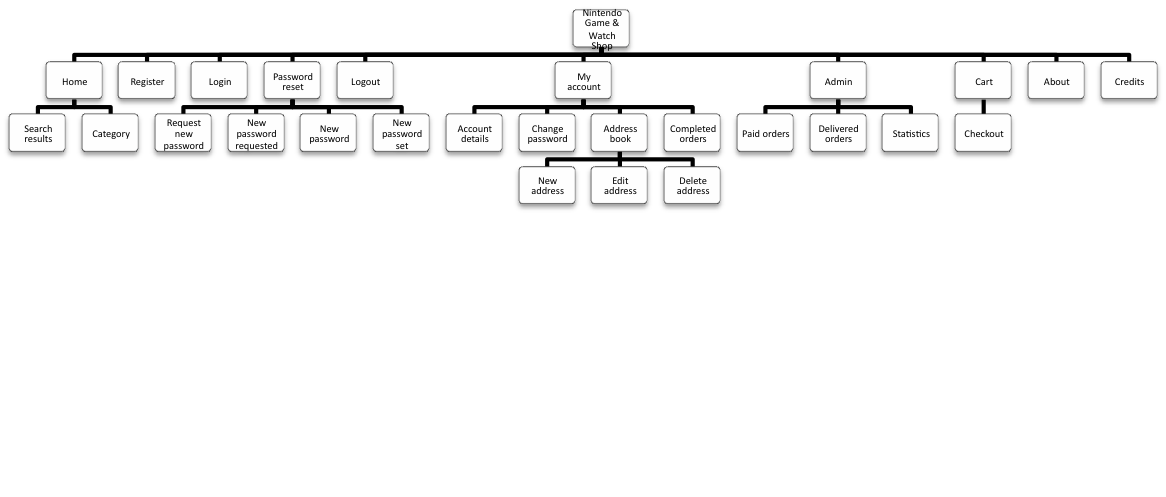 Nintendo
Game &
Watch
Shop
Home
Register
Login
Password
reset
Logout
My
account
Admin
Cart
About
Credits
Search
results
Category
Request
new
password
New
password
requested
New
password
New
password
set
Account
details
Change
password
Address
book
Completed
orders
Paid orders
Delivered
orders
Statistics
Checkout
New
address
Edit
address
Delete
address